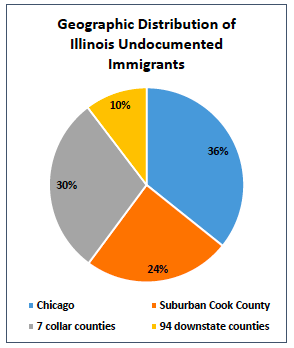 Geographic Distribution of
Illinois Undocumented
Immigrants
10%
36%
30%
24%
Chicago
Suburban Cook County
7 collar counties
94 downstate counties